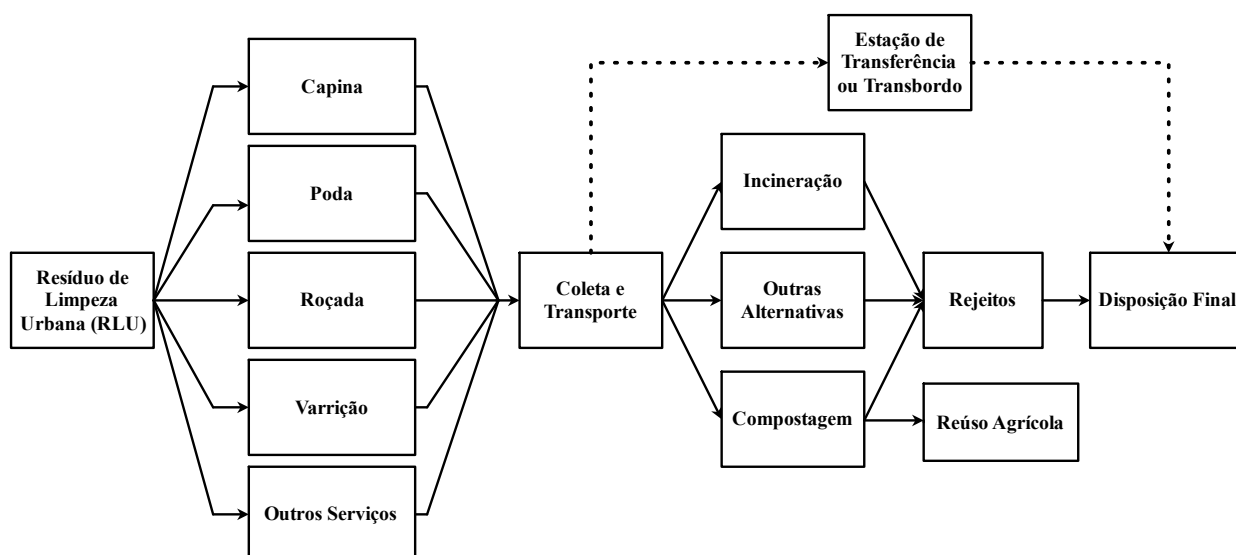 Resíduo de
Limpeza
Urbana (RLU)
Capina
Poda
Roçada
Varrição
Outros Serviços
Coleta e
Transporte
Estação de
Transferência
ou Transbordo
Incineração
Outras
Alternativas
Compostagem
Rejeitos
Reúso Agrícola
Disposição Final